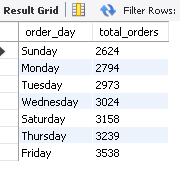 Result Grid Filter Rows:
order_day total_orders
Sunday 2624
Monday 2794
Tuesday 2973
Wednesday 3024
Saturday 3158
Thursday 3239
Friday 3538